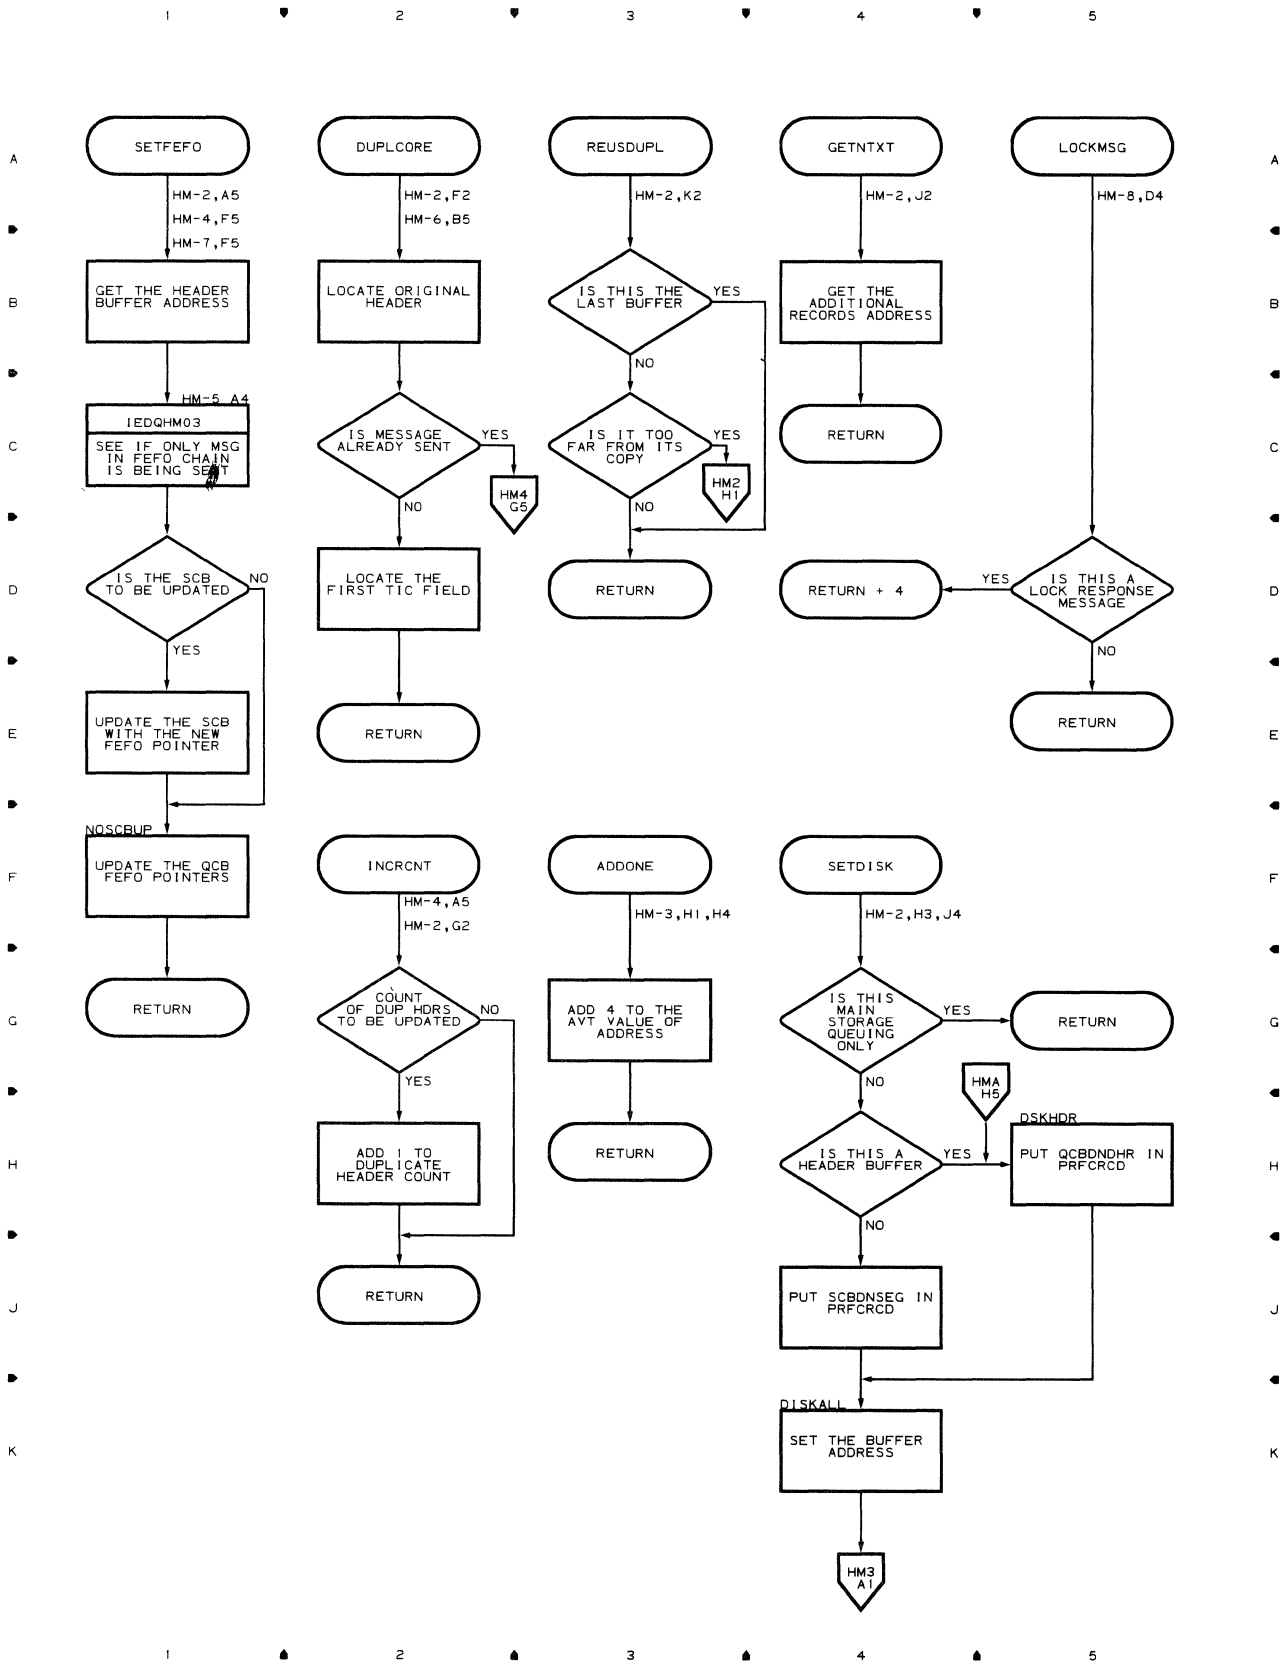 1 2 3 4 5
A
SETFEFO
HM-2,A5
HM-4,F5
HM-7,F5
B
GET THE HEADER
BUFFER ADDRESS
HM-5 A4
IEDQHM03
C
SEE IF ONLY MSG
IN FEFO CHAIN
IS BEING SENT
D
IS THE SCB
TO BE UPDATED
NO
YES
E
UPDATE THE SCB
WITH THE NEW
FEFO POINTER
NOSCBUP
F
UPDATE THE QCB
FEFO POINTERS
G
RETURN
H
J
K
DUPLCORE
HM-2,F2
HM-6,B5
LOCATE ORIGINAL
HEADER
IS MESSAGE
ALREADY SENT
YES
HM4
G5
NO
LOCATE THE
FIRST TIC FIELD
RETURN
INCRCNT
HM-4,A5
HM-2,G2
COUNT
OF DUP HDRS
TO BE UPDATED
NO
YES
ADD 1 TO
DUPLICATE
HEADER COUNT
RETURN
REUSDUPL
HM-2,K2
IS THIS THE
LAST BUFFER
YES
NO
IS IT TOO
FAR FROM ITS
COPY
YES
HM2
H1
NO
RETURN
ADDONE
HM-3,H1,H4
ADD 4 TO THE
AVT VALUE OF
ADDRESS
RETURN
GETNTXT
HM-2,J2
GET THE
ADDITIONAL
RECORDS ADDRESS
RETURN
RETURN + 4
SETDISK
HM-2,H3,J4
IS THIS
MAIN
STORAGE
QUEUING
ONLY
YES
RETURN
NO
HMA
H5
IS THIS A
HEADER BUFFER
YES
DSKHDR
PUT QCBDNDHR IN
PRFCRCD
NO
PUT SCBDNSEG IN
PRFCRCD
DISKALL
SET THE BUFFER
ADDRESS
HM3
A1
LOCKMSG
HM-8,D4
YES
IS THIS A
LOCK RESPONSE
MESSAGE
NO
RETURN
A
B
C
D
E
F
G
H
J
K
1 2 3 4 5